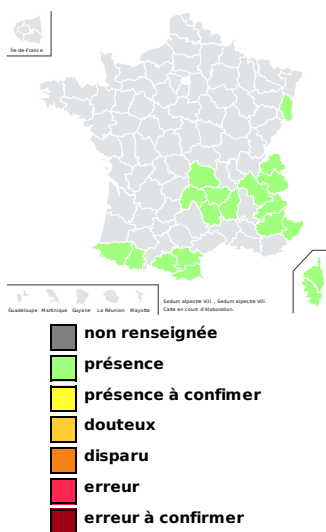 Île-de-France
Guadeloupe Martinique Guyane La Réunion Mayotte
Sedum alpestre Vill. , Sedum alpestre Vill.
Carte en cours d'élaboration.
non renseignée
présence
présence à confimer
douteux
disparu
erreur
erreur à confirmer